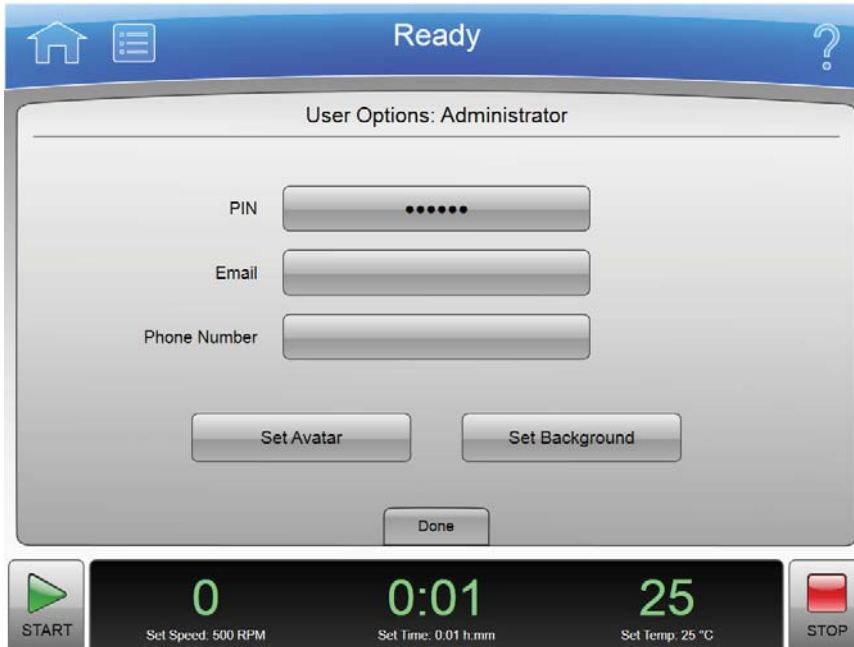 Ready
User Options: Administrator
PIN ••••••
Email
Phone Number
Set Avatar Set Background
Done
0 0:01 25
START Set Speed: 500 RPM Set Time: 0:01 h:mm Set Temp: 25 °C STOP